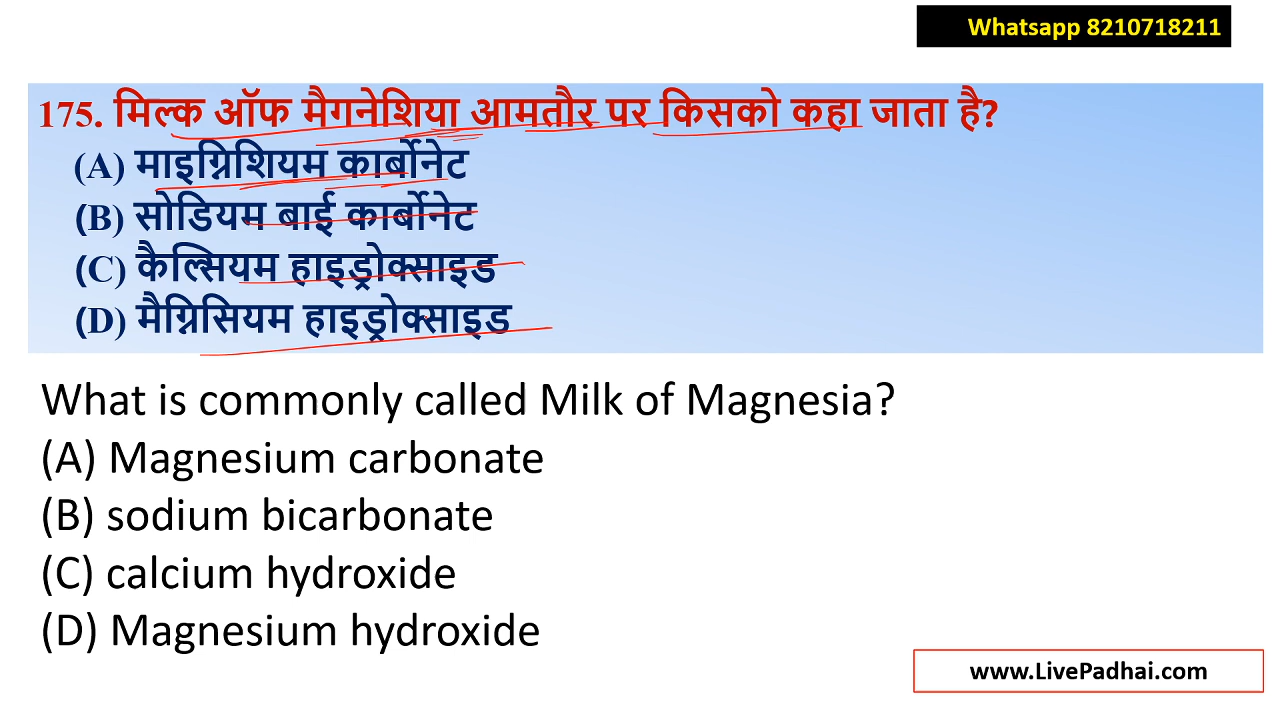 Whatsapp 8210718211
175. मिल्क ऑफ मैगनेशिया आमतौर पर किसको कहा जाता है?
(A) माइग्निशियम कार्बोनेट
(B) सोडियम बाई कार्बोनेट
(C) कैल्सियम हाइड्रोक्साइड
(D) मैग्निसियम हाइड्रोक्साइड
What is commonly called Milk of Magnesia?
(A) Magnesium carbonate
(B) sodium bicarbonate
(C) calcium hydroxide
(D) Magnesium hydroxide
www.LivePadhai.com